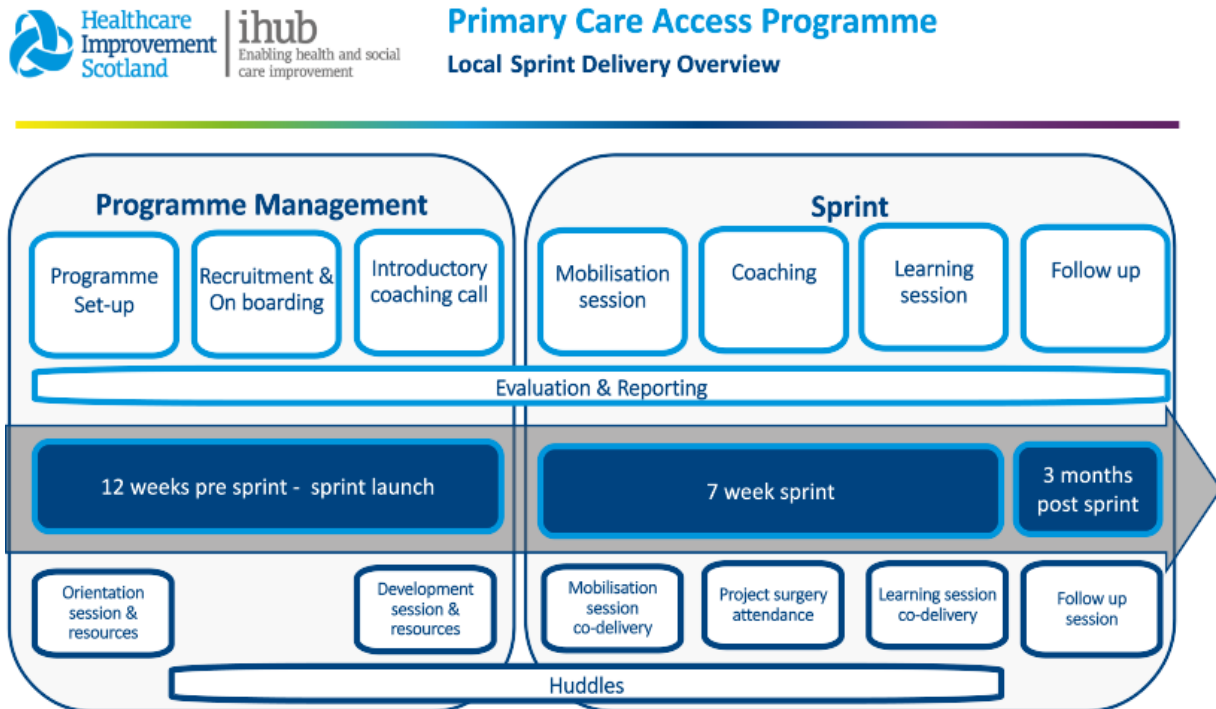 Healthcare
Improvement
Scotland
ihub
Enabling health and social
care improvement
Primary Care Access Programme
Local Sprint Delivery Overview
Programme Management
Programme
Set-up
Recruitment &
On boarding
Introductory
coaching call
Sprint
Mobilisation
session
Coaching
Learning
session
Follow up
Evaluation & Reporting
12 weeks pre sprint - sprint launch
7 week sprint
3 months
post sprint
Orientation
session &
resources
Development
session &
resources
Mobilisation
session
co-delivery
Project surgery
attendance
Learning session
co-delivery
Follow up
session
Huddles